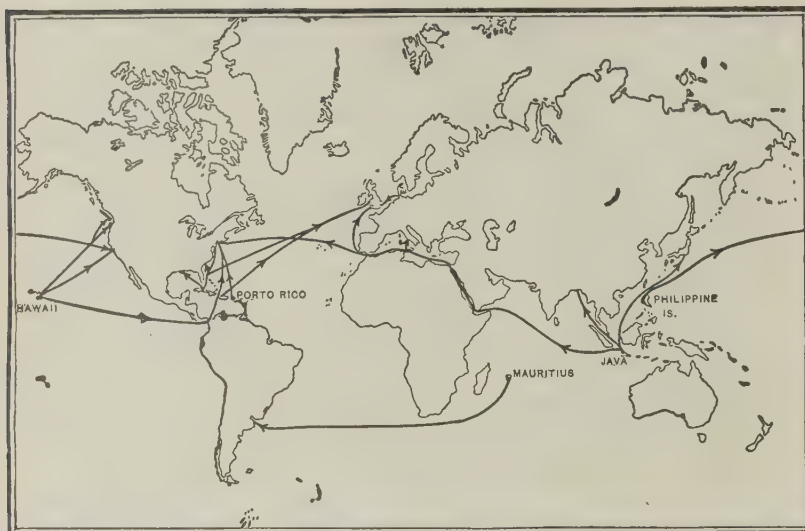 HAWAII
PORTO RICO
PHILIPPINE
IS.
JAVA
MAURITIUS